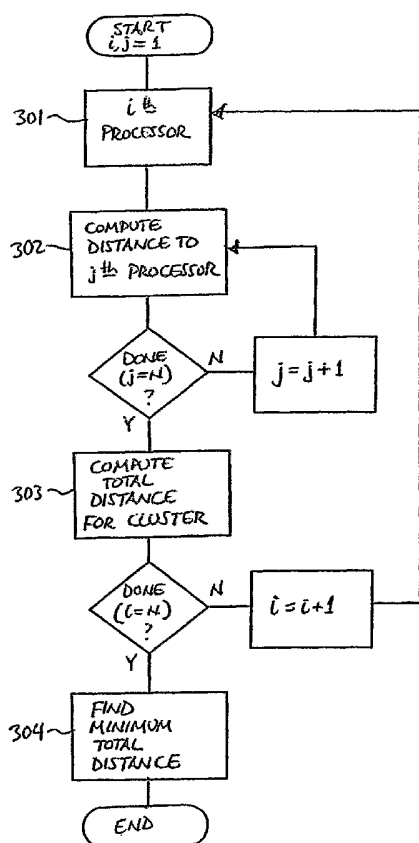 START
i,j=1
301
i th
PROCESSOR
302
COMPUTE
DISTANCE TO
j th PROCESSOR
DONE
(j=N)
?
N
Y
j=j+1
303
COMPUTE
TOTAL
DISTANCE
FOR CLUSTER
DONE
(i=N)
?
N
Y
i=i+1
304
FIND
MINIMUM
TOTAL
DISTANCE
END